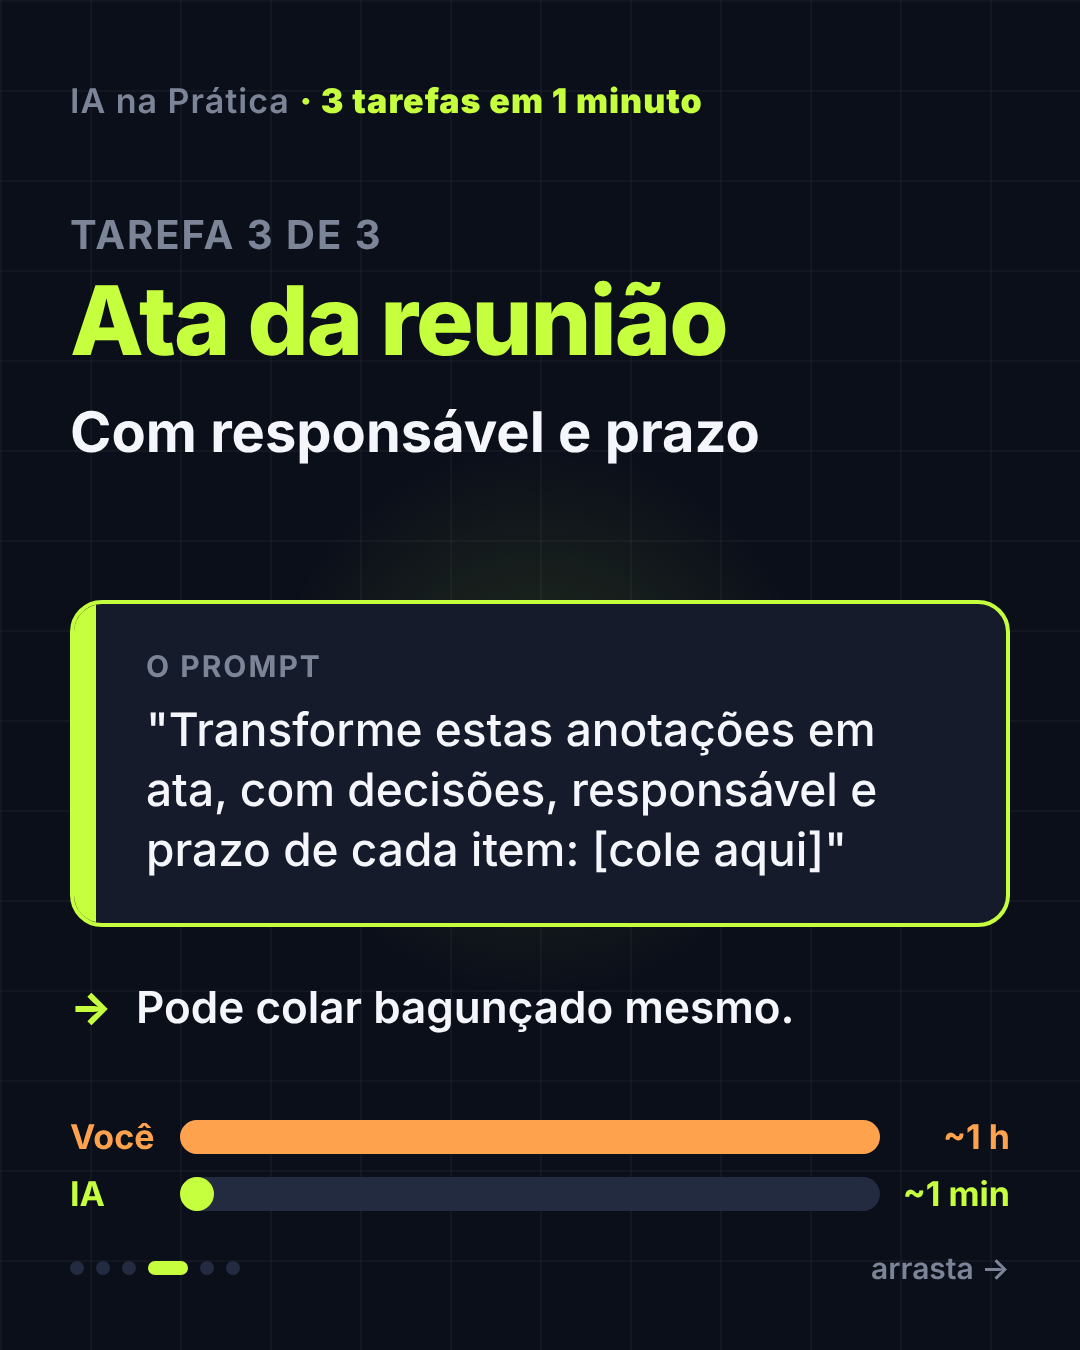 IA na Prática · 3 tarefas em 1 minuto
TAREFA 3 DE 3
Ata da reunião
Com responsável e prazo
O PROMPT
"Transforme estas anotações em
ata, com decisões, responsável e
prazo de cada item: [cole aqui]"
→ Pode colar bagunçado mesmo.
Você ~1 h
IA ~1 min
arrasta →